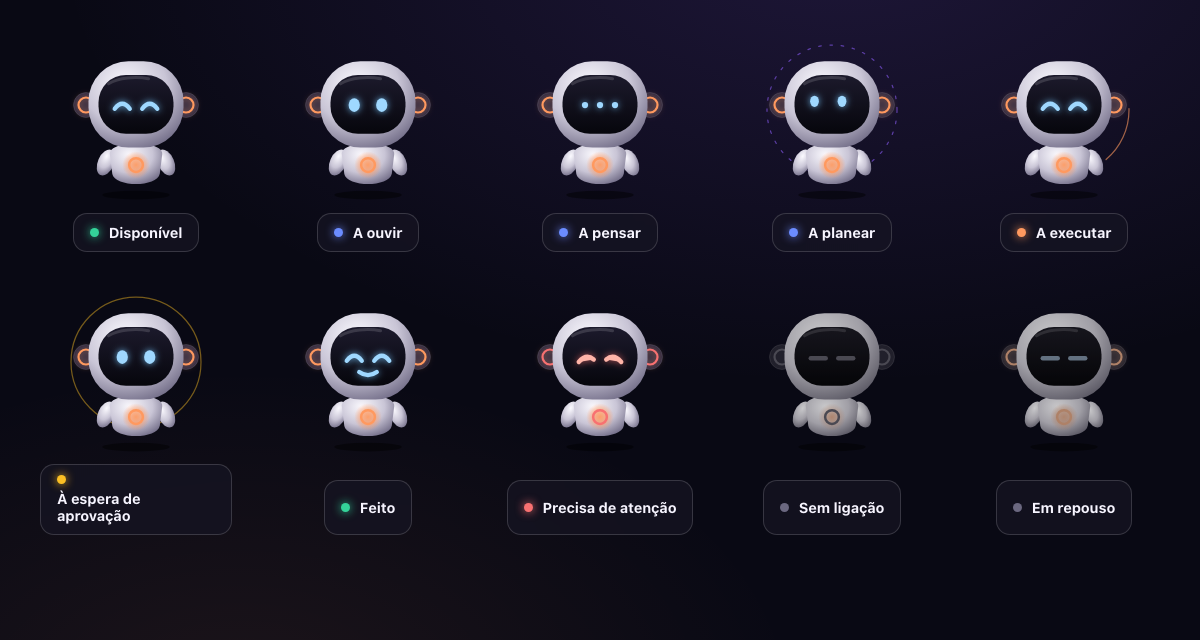 Disponível
A ouvir
A pensar
A planear
A executar
À espera de
aprovação
Feito
Precisa de atenção
Sem ligação
Em repouso